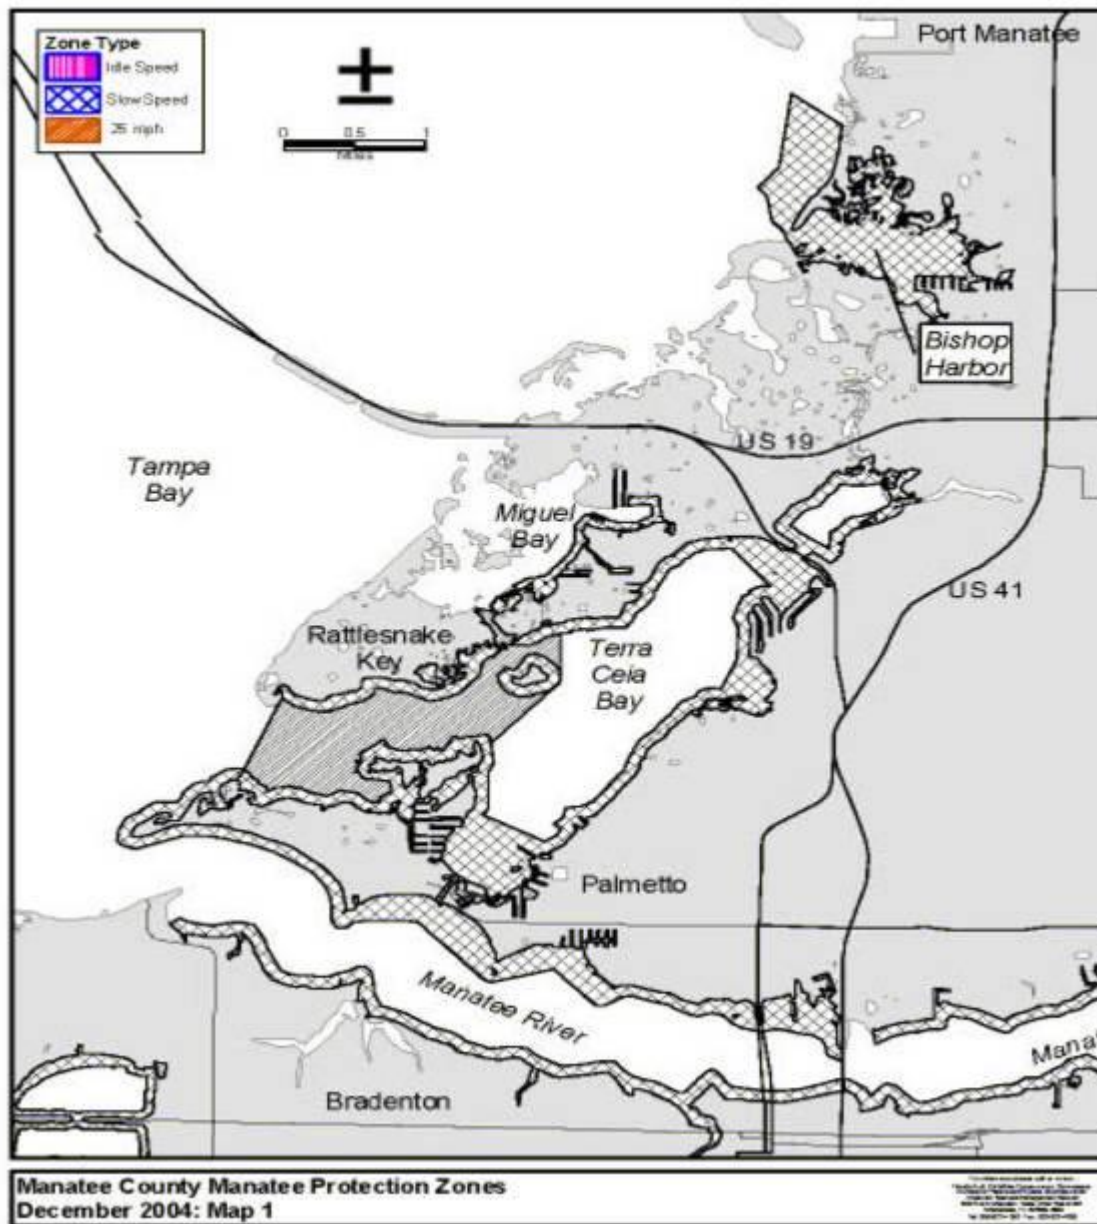 Port Manatee
Zone Type
Idle Speed
Slow Speed
25 mph
0 0.5 1
Miles
Bishop
Harbor
US 19
Tampa
Bay
Miguel
Bay
US 41
Rattlesnake
Key
Terra
Ceia
Bay
Palmetto
Manatee River
Manat
Bradenton
Manatee County Manatee Protection Zones
December 2004: Map 1